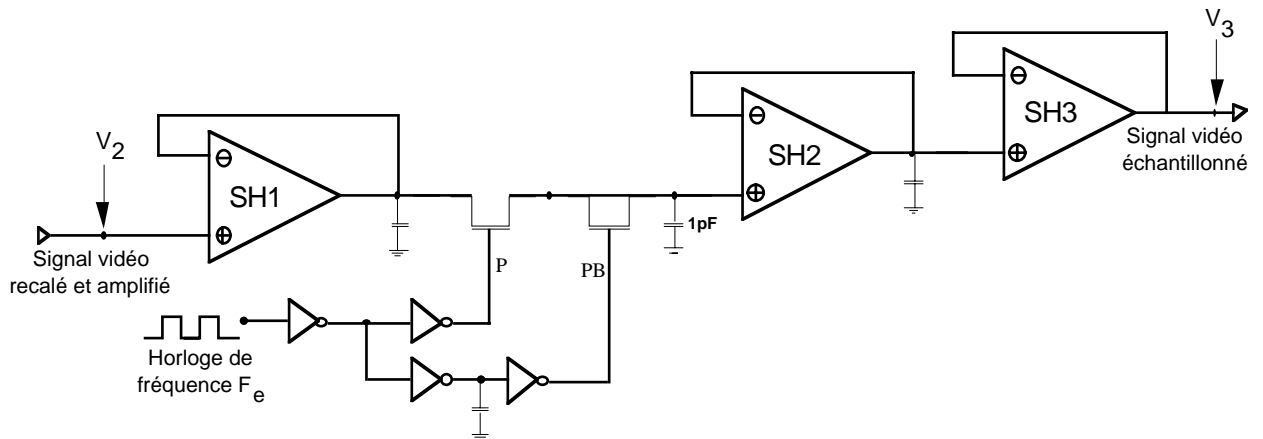 V2
Signal vidéo
recalé et amplifié
SH1
P
PB
1pF
SH2
SH3
V3
Signal vidéo
échantillonné
Horloge de
fréquence Fe